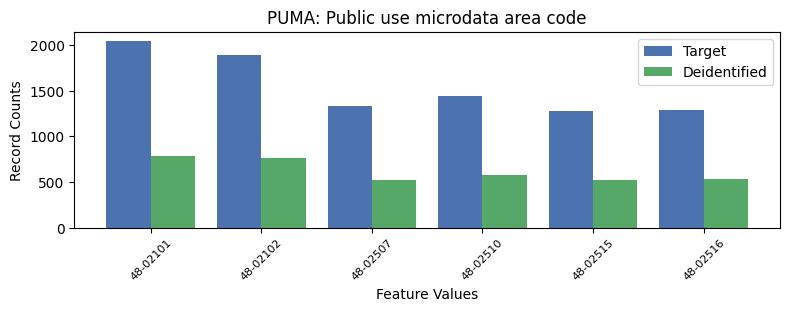 PUMA: Public use microdata area code
Target
Deidentified
Record Counts
2000
1500
1000
500
0
48-02101
48-02102
48-02507
48-02510
48-02515
48-02516
Feature Values